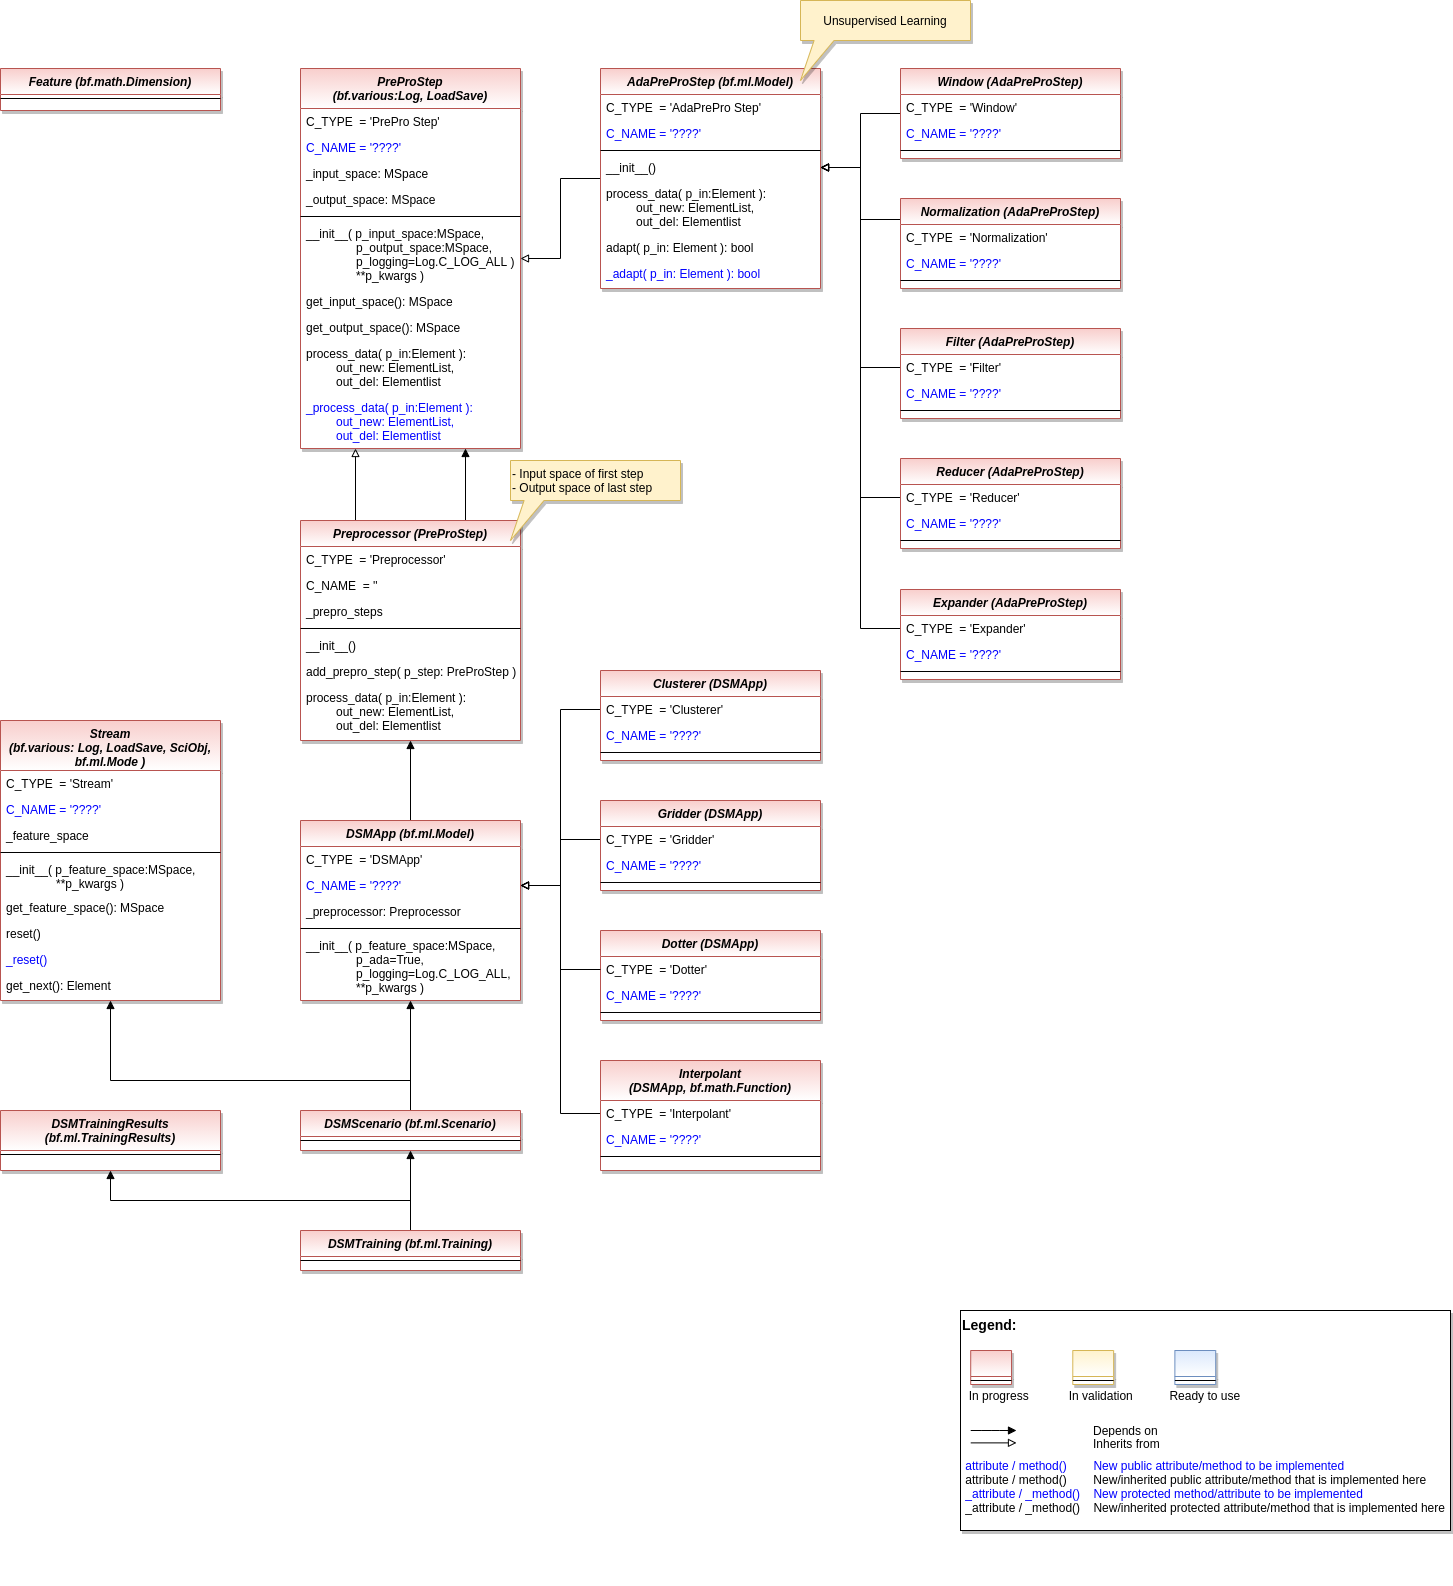 Unsupervised Learning
Feature (bf.math.Dimension)
PreProStep
(bf.various:Log, LoadSave)
C_TYPE  = 'PrePro Step'
C_NAME = '????'
_input_space: MSpace
_output_space: MSpace
__init__( p_input_space:MSpace,
p_output_space:MSpace,
p_logging=Log.C_LOG_ALL )
**p_kwargs )
get_input_space(): MSpace
get_output_space(): MSpace
process_data( p_in:Element ):
out_new: ElementList,
out_del: Elementlist
_process_data( p_in:Element ):
out_new: ElementList,
out_del: Elementlist
AdaPreProStep (bf.ml.Model)
C_TYPE  = 'AdaPrePro Step'
C_NAME = '????'
__init__()
process_data( p_in:Element ):
out_new: ElementList,
out_del: Elementlist
adapt( p_in: Element ): bool
_adapt( p_in: Element ): bool
Window (AdaPreProStep)
C_TYPE  = 'Window'
C_NAME = '????'
Normalization (AdaPreProStep)
C_TYPE  = 'Normalization'
C_NAME = '????'
Filter (AdaPreProStep)
C_TYPE  = 'Filter'
C_NAME = '????'
Reducer (AdaPreProStep)
C_TYPE  = 'Reducer'
C_NAME = '????'
Expander (AdaPreProStep)
C_TYPE  = 'Expander'
C_NAME = '????'
- Input space of first step
- Output space of last step
Preprocessor (PreProStep)
C_TYPE  = 'Preprocessor'
C_NAME  = ''
_prepro_steps
__init__()
add_prepro_step( p_step: PreProStep )
process_data( p_in:Element ):
out_new: ElementList,
out_del: Elementlist
Stream
(bf.various: Log, LoadSave, SciObj,
bf.ml.Mode )
C_TYPE  = 'Stream'
C_NAME = '????'
_feature_space
__init__( p_feature_space:MSpace,
**p_kwargs )
get_feature_space(): MSpace
reset()
_reset()
get_next(): Element
DSMApp (bf.ml.Model)
C_TYPE  = 'DSMApp'
C_NAME = '????'
_preprocessor: Preprocessor
__init__( p_feature_space:MSpace,
p_ada=True,
p_logging=Log.C_LOG_ALL,
**p_kwargs )
Clusterer (DSMApp)
C_TYPE  = 'Clusterer'
C_NAME = '????'
Gridder (DSMApp)
C_TYPE  = 'Gridder'
C_NAME = '????'
Dotter (DSMApp)
C_TYPE  = 'Dotter'
C_NAME = '????'
Interpolant
(DSMApp, bf.math.Function)
C_TYPE  = 'Interpolant'
C_NAME = '????'
DSMTrainingResults
(bf.ml.TrainingResults)
DSMScenario (bf.ml.Scenario)
DSMTraining (bf.ml.Training)
Legend:
In progress
In validation
Ready to use
Depends on
Inherits from
attribute / method() New public attribute/method to be implemented
attribute / method() New/inherited public attribute/method that is implemented here
_attribute / _method() New protected method/attribute to be implemented
_attribute / _method() New/inherited protected attribute/method that is implemented here